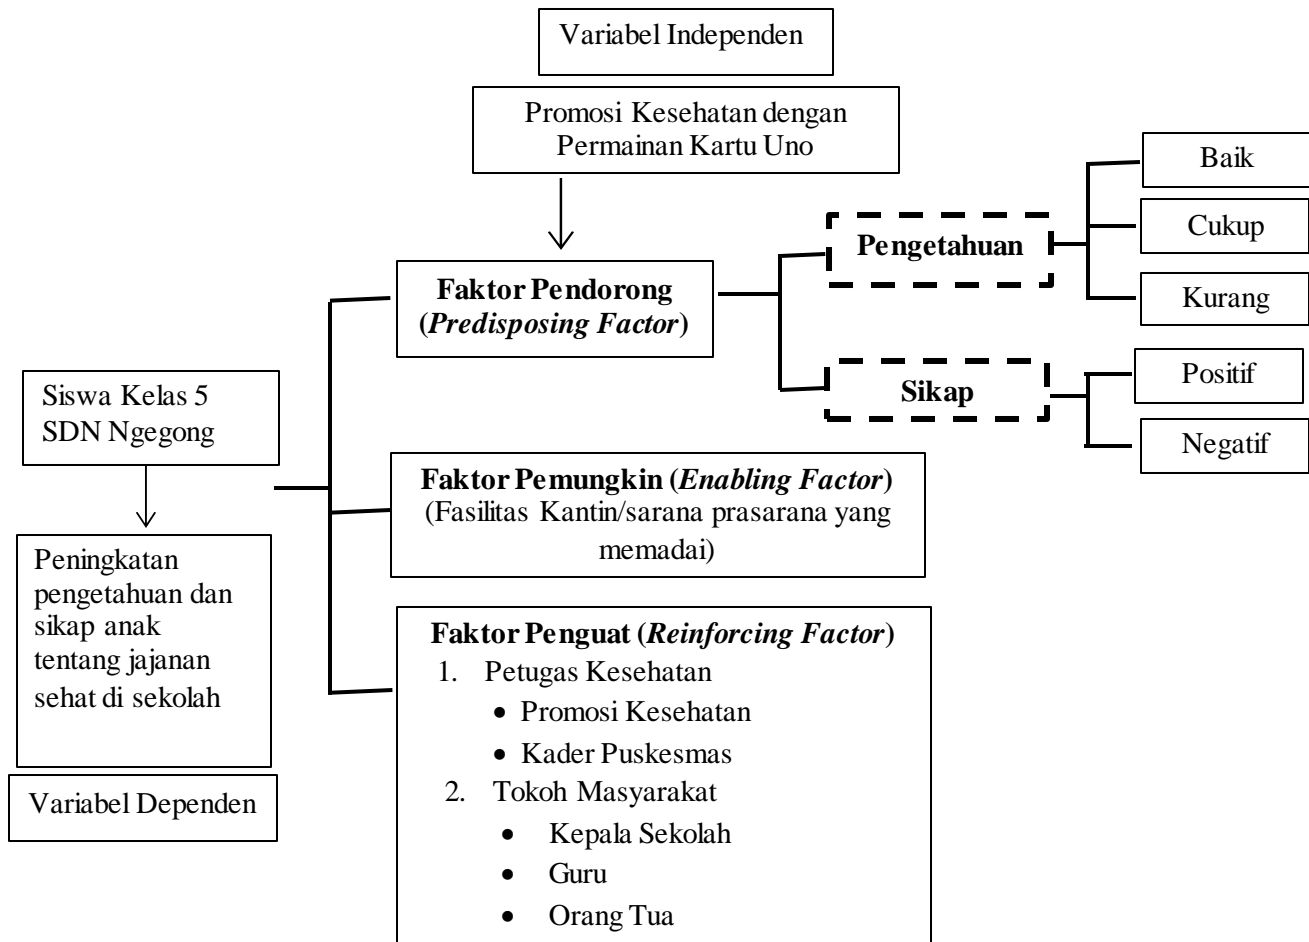 Variabel Independen
Promosi Kesehatan dengan
Permainan Kartu Uno
Baik
Cukup
Kurang
Pengetahuan
Faktor Pendorong
(Predisposing Factor)
Sikap
Positif
Negatif
Siswa Kelas 5
SDN Ngegong
Faktor Pemungkin (Enabling Factor)
(Fasilitas Kantin/sarana prasarana yang
memadai)
Peningkatan
pengetahuan dan
sikap anak
tentang jajanan
sehat di sekolah
Variabel Dependen
Faktor Penguat (Reinforcing Factor)
1. Petugas Kesehatan
• Promosi Kesehatan
• Kader Puskesmas
2. Tokoh Masyarakat
• Kepala Sekolah
• Guru
• Orang Tua